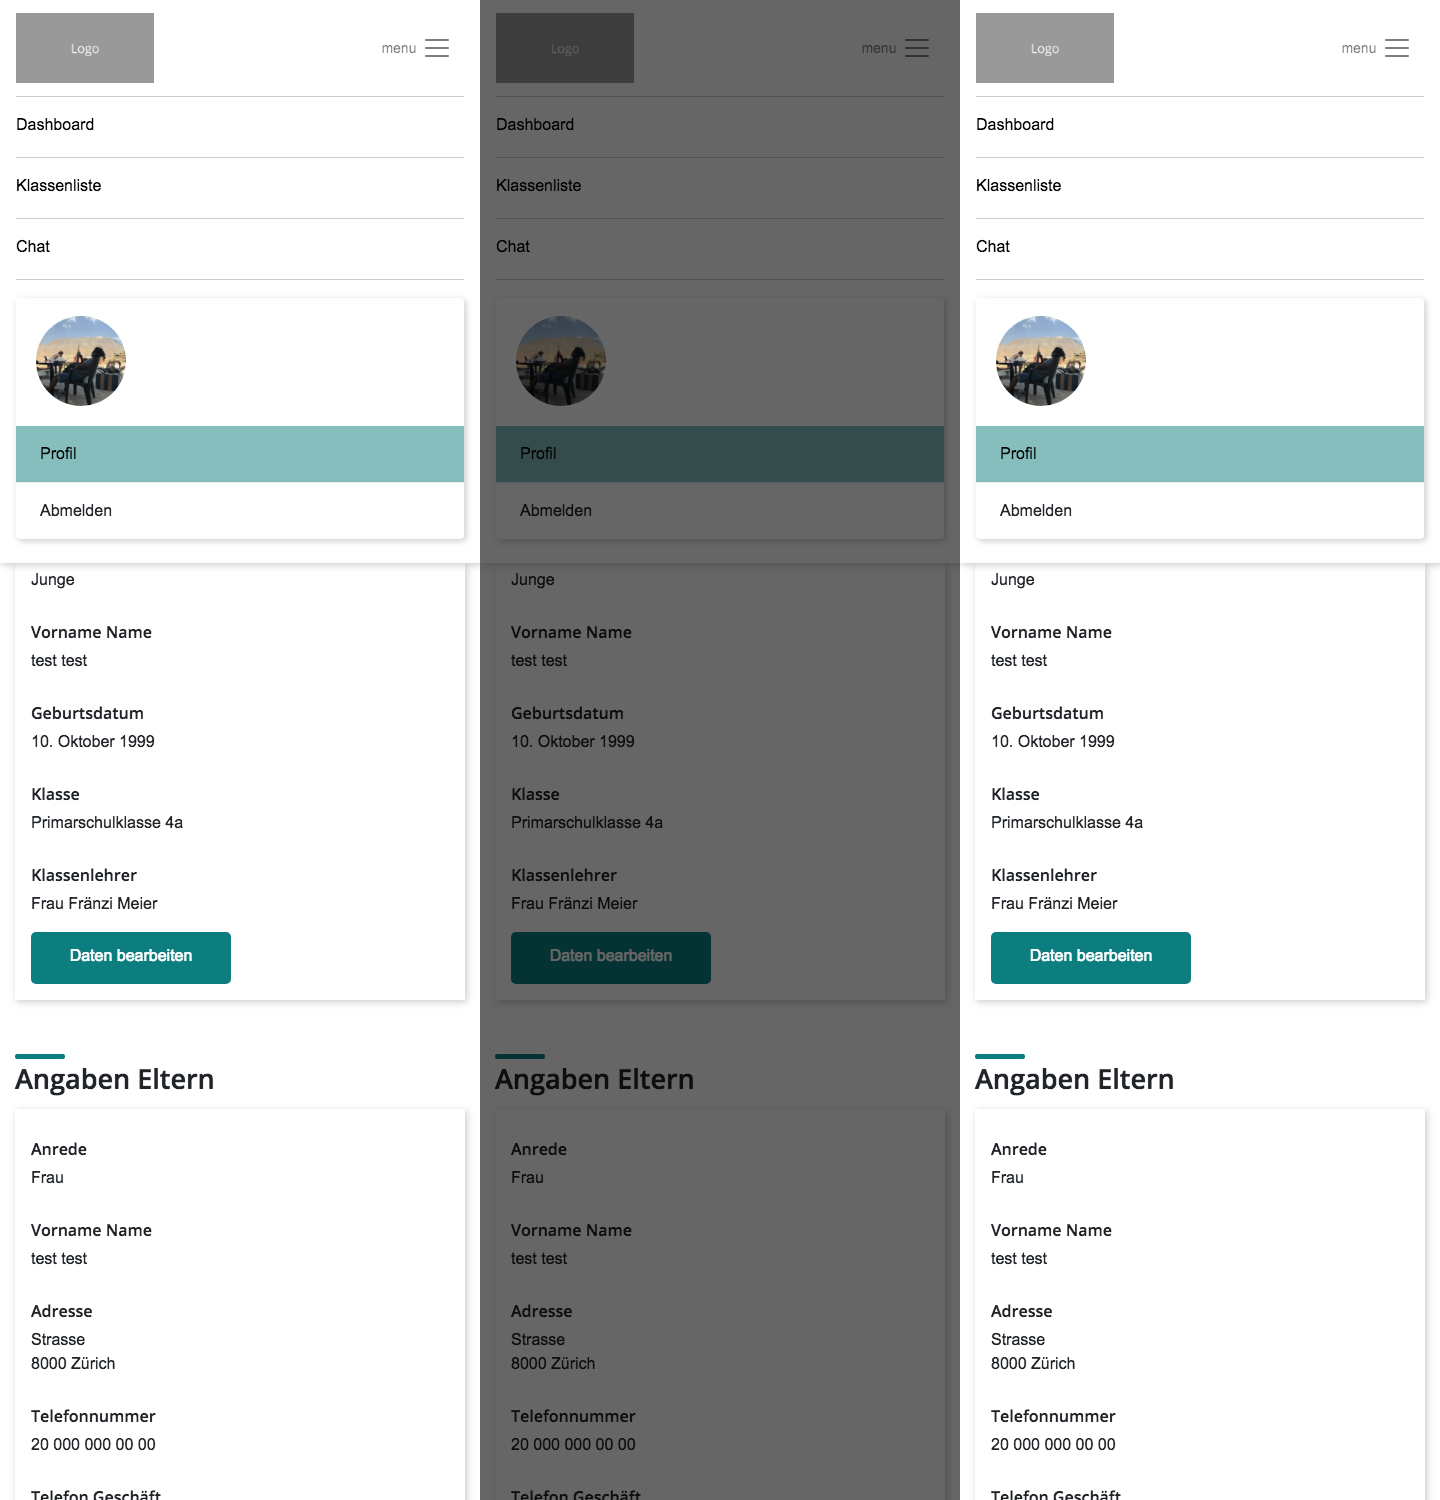 Logo
menu
Dashboard
Klassenliste
Chat
Profil
Abmelden
Junge
Vorname Name
test test
Geburtsdatum
10. Oktober 1999
Klasse
Primarschulklasse 4a
Klassenlehrer
Frau Fränzi Meier
Daten bearbeiten
Angaben Eltern
Anrede
Frau
Vorname Name
test test
Adresse
Strasse
8000 Zürich
Telefonnummer
20 000 000 00 00
Telefon Geschäft
Logo
menu
Dashboard
Klassenliste
Chat
Profil
Abmelden
Junge
Vorname Name
test test
Geburtsdatum
10. Oktober 1999
Klasse
Primarschulklasse 4a
Klassenlehrer
Frau Fränzi Meier
Daten bearbeiten
Angaben Eltern
Anrede
Frau
Vorname Name
test test
Adresse
Strasse
8000 Zürich
Telefonnummer
20 000 000 00 00
Telefon Geschäft
Logo
menu
Dashboard
Klassenliste
Chat
Profil
Abmelden
Junge
Vorname Name
test test
Geburtsdatum
10. Oktober 1999
Klasse
Primarschulklasse 4a
Klassenlehrer
Frau Fränzi Meier
Daten bearbeiten
Angaben Eltern
Anrede
Frau
Vorname Name
test test
Adresse
Strasse
8000 Zürich
Telefonnummer
20 000 000 00 00
Telefon Geschäft